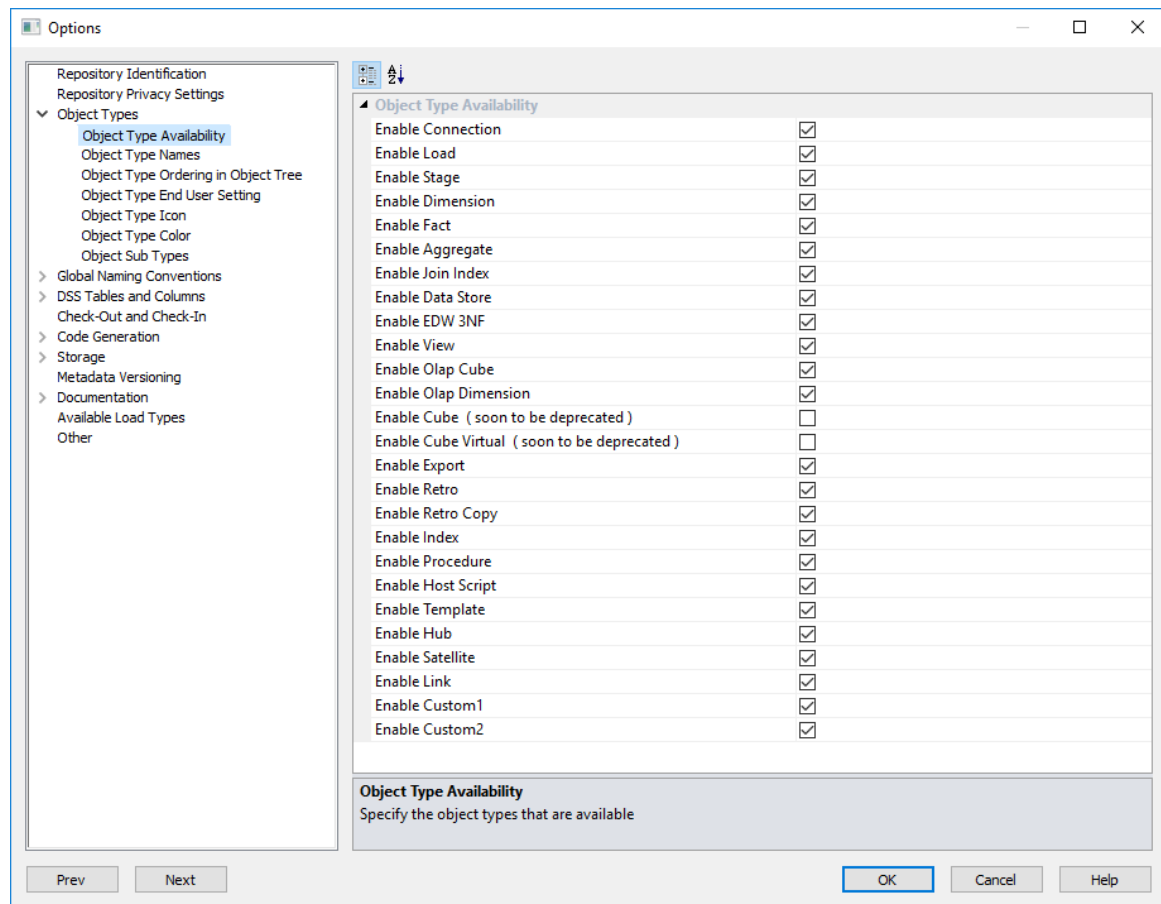 Options
Repository Identification
Repository Privacy Settings
Object Types
Object Type Availability
Object Type Names
Object Type Ordering in Object Tree
Object Type End User Setting
Object Type Icon
Object Type Color
Object Sub Types
Global Naming Conventions
DSS Tables and Columns
Check-Out and Check-In
Code Generation
Storage
Metadata Versioning
Documentation
Available Load Types
Other
Object Type Availability
Enable Connection
Enable Load
Enable Stage
Enable Dimension
Enable Fact
Enable Aggregate
Enable Join Index
Enable Data Store
Enable EDW 3NF
Enable View
Enable Olap Cube
Enable Olap Dimension
Enable Cube ( soon to be deprecated )
Enable Cube Virtual ( soon to be deprecated )
Enable Export
Enable Retro
Enable Retro Copy
Enable Index
Enable Procedure
Enable Host Script
Enable Template
Enable Hub
Enable Satellite
Enable Link
Enable Custom1
Enable Custom2
Object Type Availability
Specify the object types that are available
Prev
Next
OK
Cancel
Help